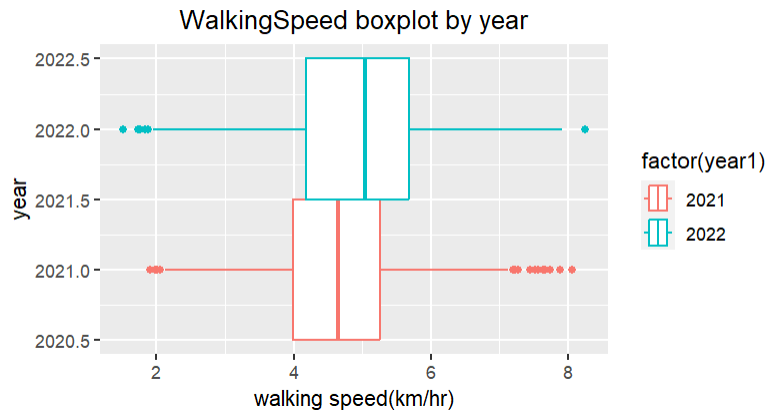 WalkingSpeed boxplot by year
2022.5
2022.0
2021.5
2021.0
2020.5
year
2 4 6 8
walking speed(km/hr)
factor(year1)
2021
2022